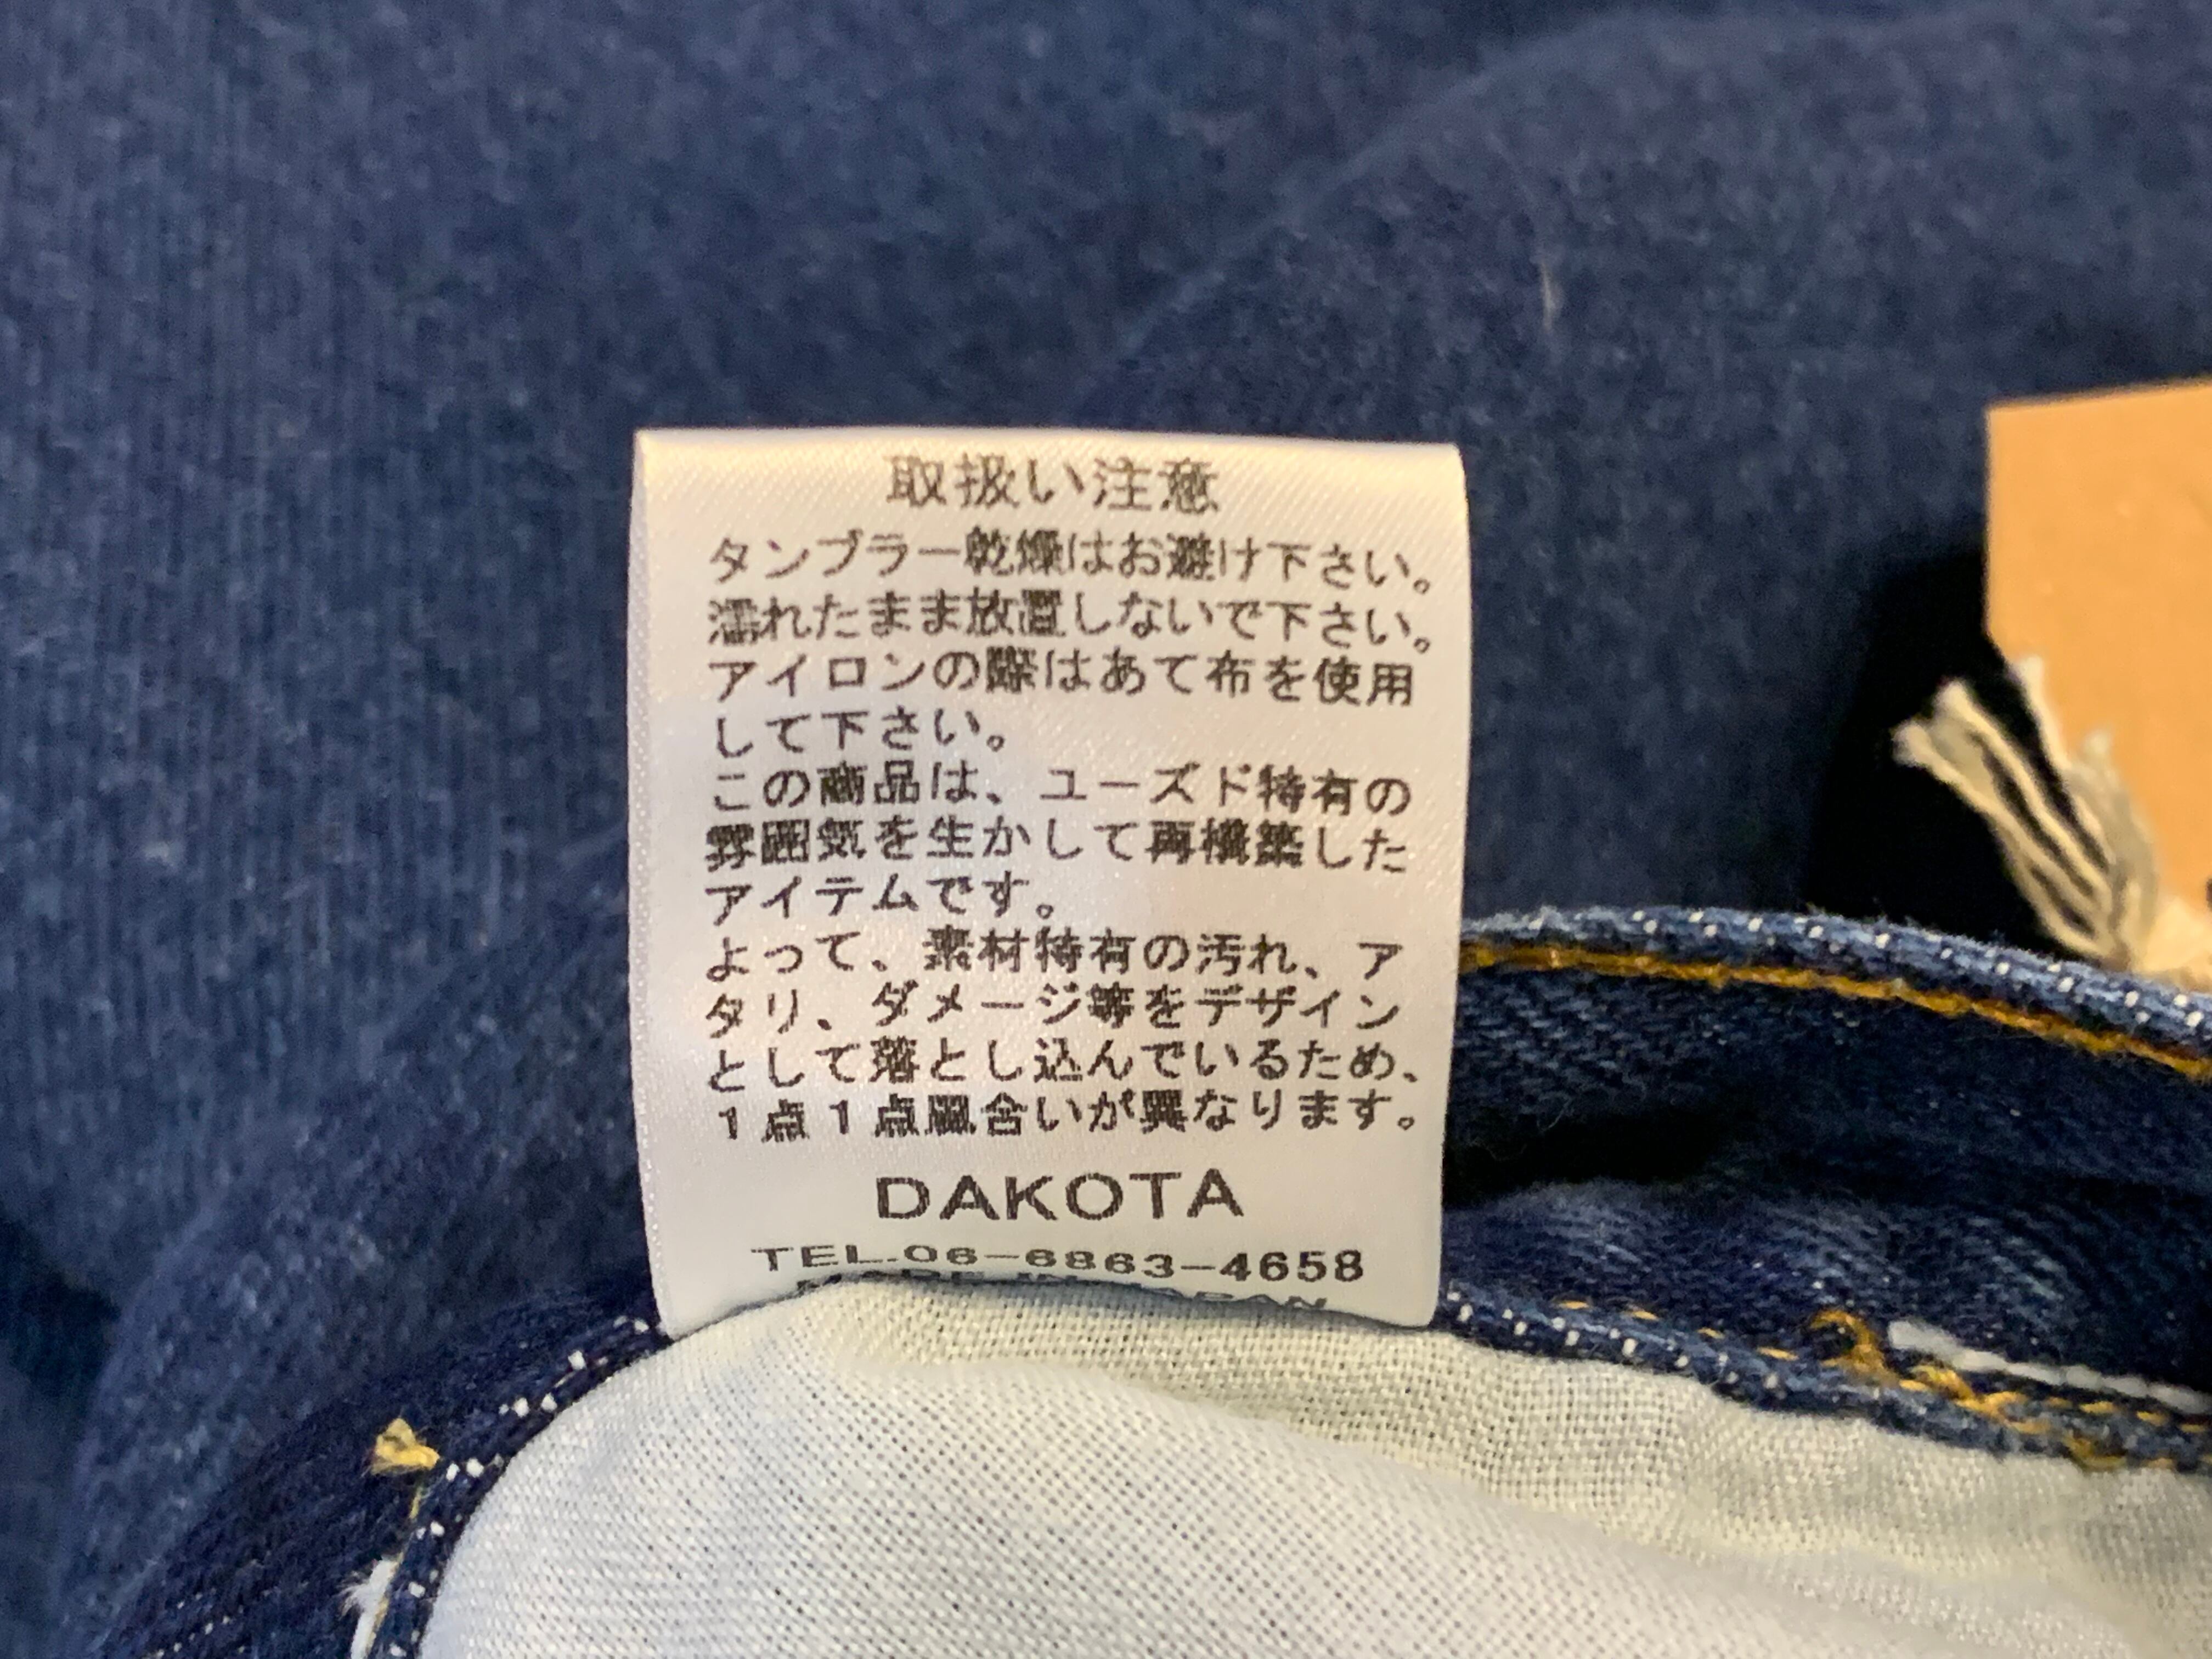 取扱い注意
タンブラー乾燥はお避け下さい。
濡れたまま放置しないで下さい。
アイロンの際はあて布を使用
して下さい。
この商品は、ユーズド特有の
雰囲気を生かして再構築した
アイテムです。
よって、素材特有の汚れ、ア
タリ、ダメージ等をデザイン
として落とし込んでいるため、
1点1点風合いが異なります。
DAKOTA
TEL.06-6863-4658
MADE IN JAPAN